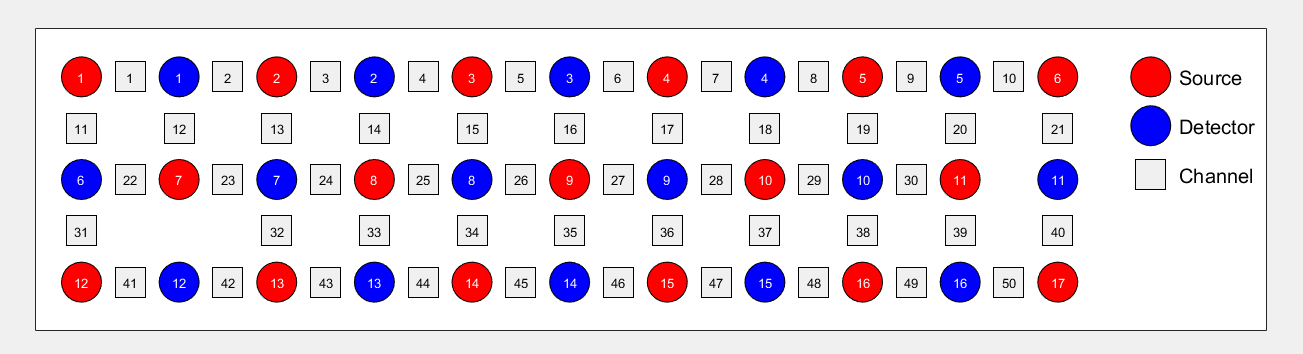 1 1 1 2 2 3 2 4 3 5 3 6 4 7 4 8 5 9 5 10 6 Source
11 12 13 14 15 16 17 18 19 20 21 Detector
6 22 7 23 7 24 8 25 8 26 9 27 9 28 10 29 10 30 11 11 Channel
31 32 33 34 35 36 37 38 39 40
12 41 12 42 13 43 13 44 14 45 14 46 15 47 15 48 16 49 16 50 17